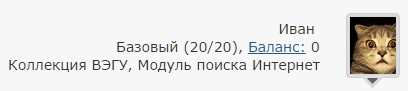 Иван
Базовый (20/20), Баланс: 0
Коллекция ВЭГУ, Модуль поиска Интернет